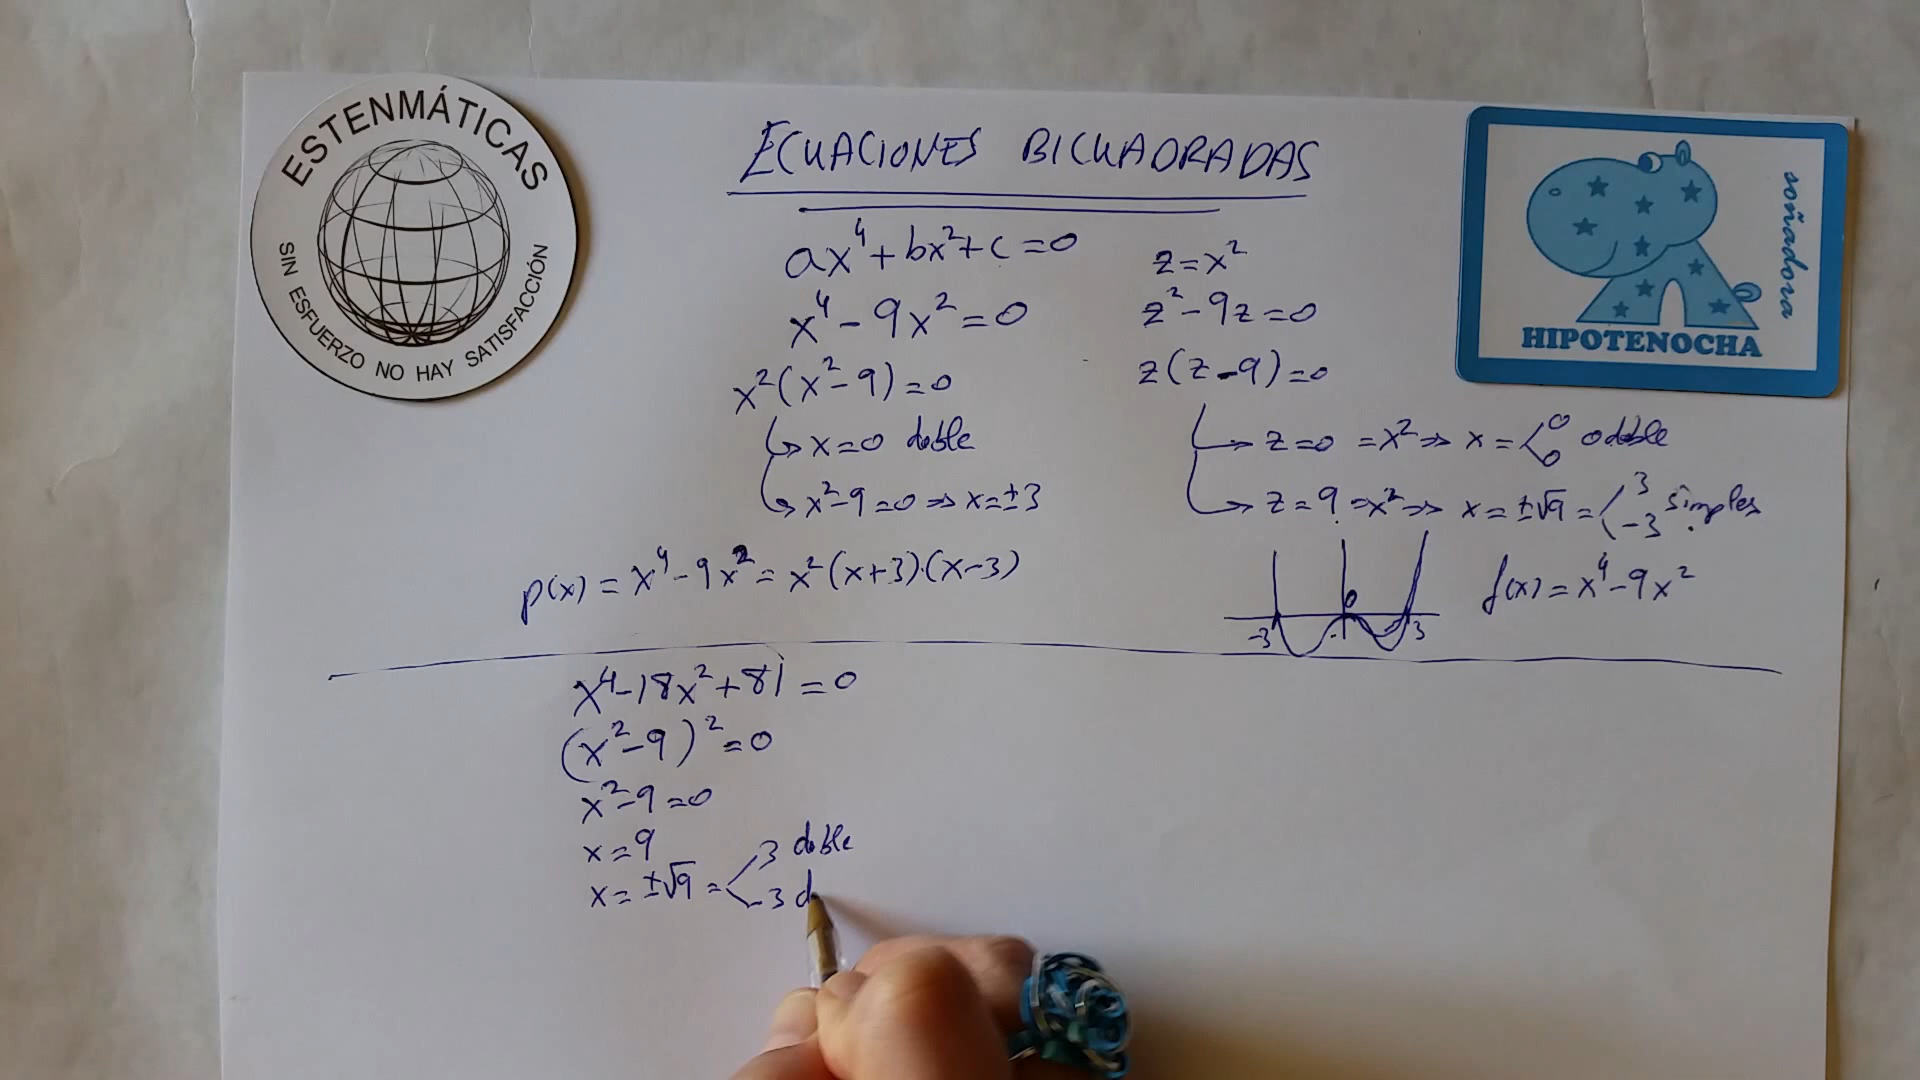 ESTENMÁTICAS
SIN ESFUERZO NO HAY SATISFACCIÓN
ECUACIONES BICUADRADAS
soñadora
HIPOTENOCHA
ax⁴+bx²+c=0
x⁴-9x²=0
x²(x²-9)=0
x=0 doble
x²-9=0⇒x=±3
z=x²
z²-9z=0
z(z-9)=0
z=0=x²⇒x=<0 0 0 doble
z=9=x²⇒x=±√9=<3 -3 simples
p(x)=x⁴-9x²=x²(x+3)·(x-3)
-3 0 3
f(x)=x⁴-9x²
x⁴-18x²+81=0
(x²-9)²=0
x²-9=0
x=9
x=±√9=<3 doble
-3 d